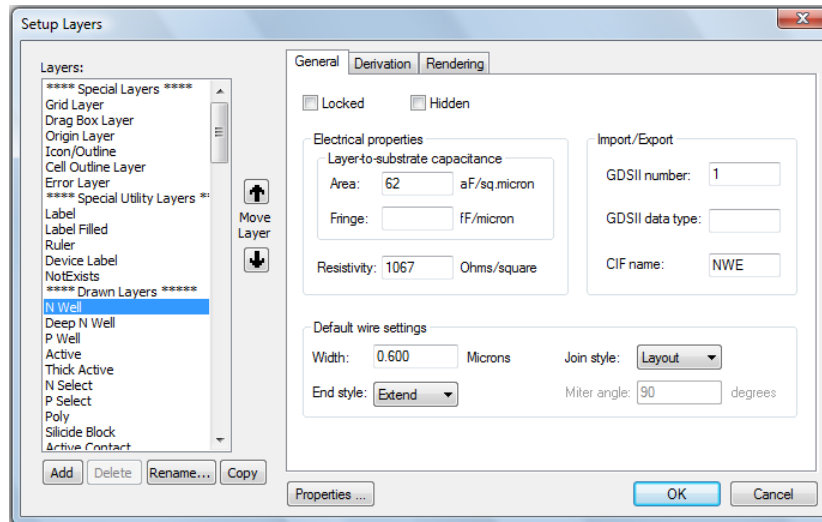 Setup Layers
Layers:
**** Special Layers ****
Grid Layer
Drag Box Layer
Origin Layer
Icon/Outline
Cell Outline Layer
Error Layer
**** Special Utility Layers *
Label
Label Filled
Ruler
Device Label
NotExists
**** Drawn Layers *****
N Well
Deep N Well
P Well
Active
Thick Active
N Select
P Select
Poly
Silicide Block
Active Contact
Add Delete Rename... Copy
Move
Layer
General Derivation Rendering
Locked Hidden
Electrical properties
Layer-to-substrate capacitance
Area: 62 aF/sq.micron
Fringe: fF/micron
Resistivity: 1067 Ohms/square
Import/Export
GDSII number: 1
GDSII data type:
CIF name: NWE
Default wire settings
Width: 0.600 Microns Join style: Layout
End style: Extend Miter angle: 90 degrees
Properties ... OK Cancel